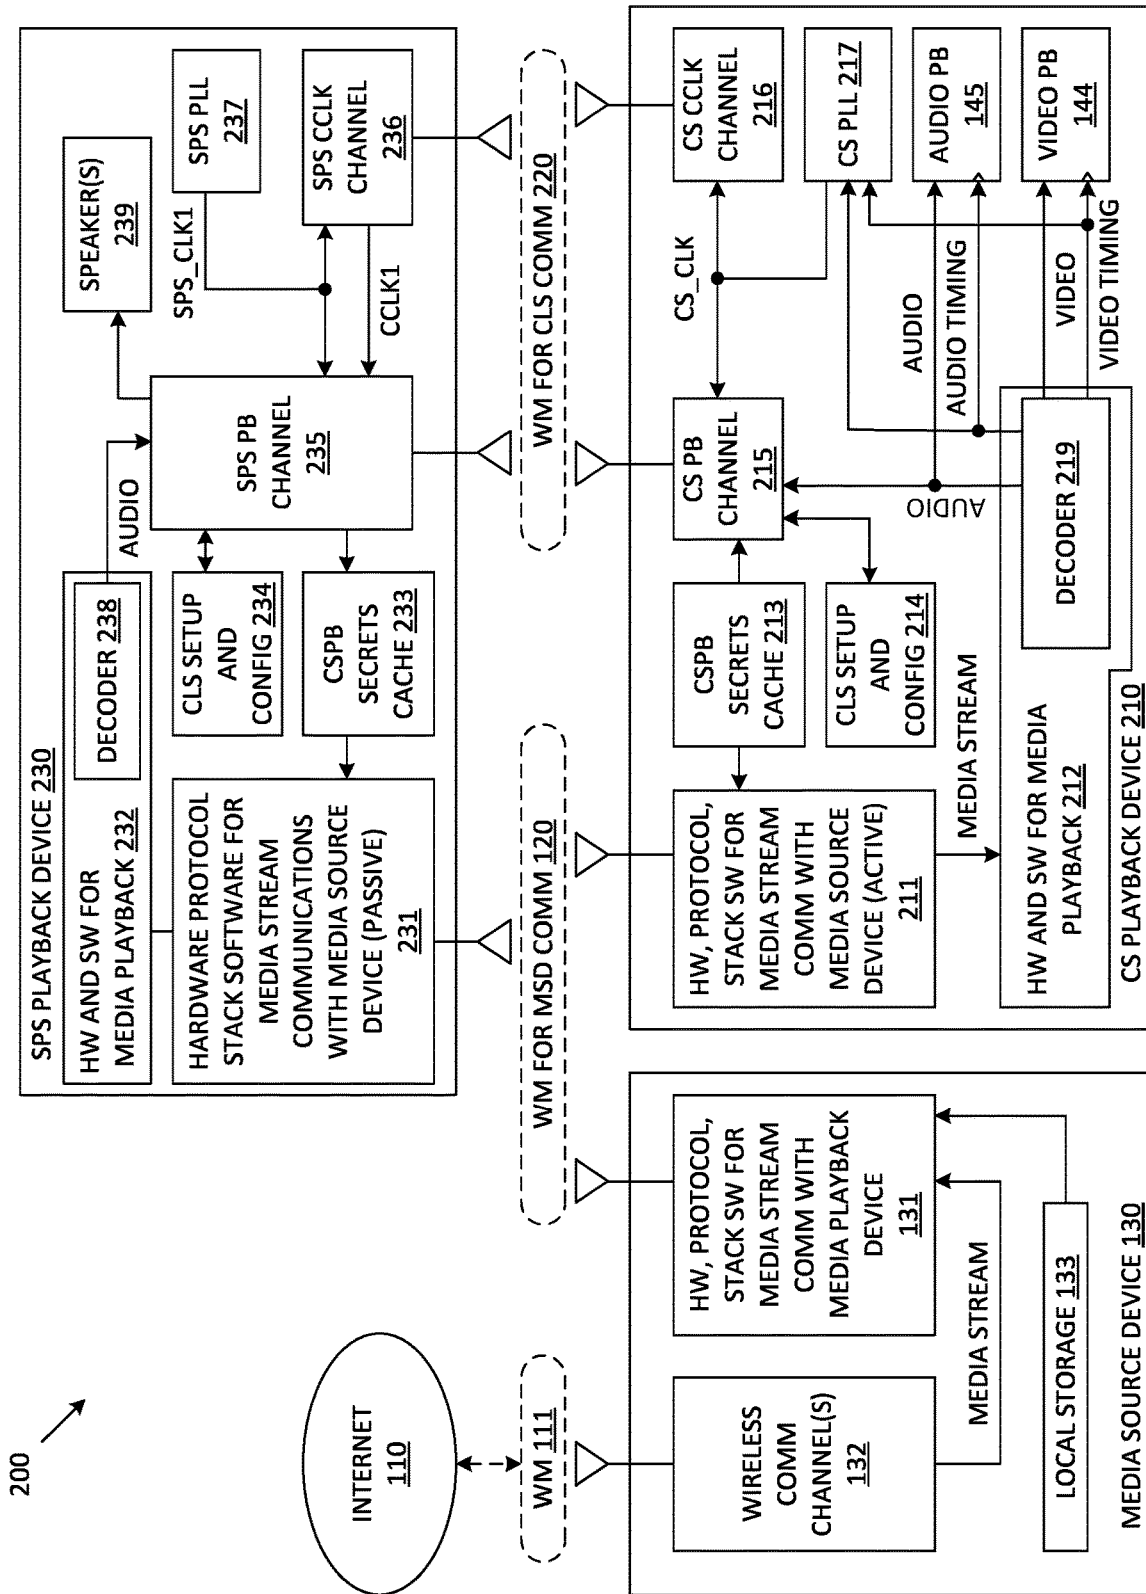 200
INTERNET
110
WM 111
WIRELESS
COMM
CHANNEL(S)
132
HW, PROTOCOL,
STACK SW FOR
MEDIA STREAM
COMM WITH
MEDIA PLAYBACK
DEVICE
131
MEDIA STREAM
LOCAL STORAGE 133
MEDIA SOURCE DEVICE 130
SPS PLAYBACK DEVICE 230
HW AND SW FOR
MEDIA PLAYBACK 232
DECODER 238
AUDIO
HARDWARE PROTOCOL
STACK SOFTWARE FOR
MEDIA STREAM
COMMUNICATIONS
WITH MEDIA SOURCE
DEVICE (PASSIVE)
231
CLS SETUP
AND
CONFIG 234
CSPB
SECRETS
CACHE 233
SPS PB
CHANNEL
235
SPEAKER(S)
239
SPS_CLK1
SPS PLL
237
CCLK1
SPS CCLK
CHANNEL
236
WM FOR MSD COMM 120
WM FOR CLS COMM 220
HW, PROTOCOL,
STACK SW FOR
MEDIA STREAM
COMM WITH
MEDIA SOURCE
DEVICE (ACTIVE)
211
CSPB
SECRETS
CACHE 213
CLS SETUP
AND
CONFIG 214
CS PB
CHANNEL
215
CS_CLK
CS CCLK
CHANNEL
216
CS PLL 217
AUDIO PB
145
VIDEO PB
144
AUDIO
AUDIO TIMING
VIDEO
VIDEO TIMING
AUDIO
MEDIA STREAM
HW AND SW FOR MEDIA
PLAYBACK 212
DECODER 219
CS PLAYBACK DEVICE 210